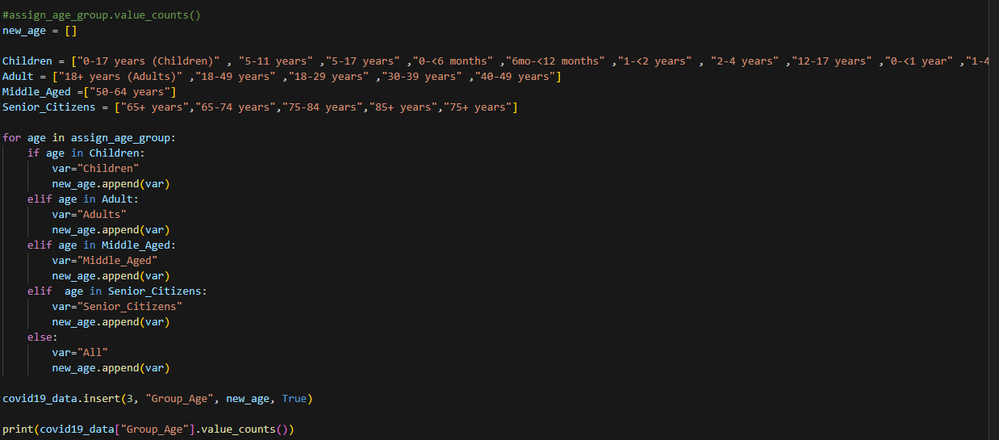 #assign_age_group.value_counts()
new_age = []
Children = ["0-17 years (Children)" , "5-11 years" ,"5-17 years" ,"0-<6 months" ,"6mo-<12 months" ,"1-<2 years" , "2-4 years" ,"12-17 years" ,"0-<1 year" ,"1-4
Adult = ["18+ years (Adults)" ,"18-49 years" ,"18-29 years" ,"30-39 years" ,"40-49 years"]
Middle_Aged =["50-64 years"]
Senior_Citizens = ["65+ years","65-74 years","75-84 years","85+ years","75+ years"]
for age in assign_age_group:
    if age in Children:
        var="Children"
        new_age.append(var)
    elif age in Adult:
        var="Adults"
        new_age.append(var)
    elif age in Middle_Aged:
        var="Middle_Aged"
        new_age.append(var)
    elif  age in Senior_Citizens:
        var="Senior_Citizens"
        new_age.append(var)
    else:
        var="All"
        new_age.append(var)
covid19_data.insert(3, "Group_Age", new_age, True)
print(covid19_data["Group_Age"].value_counts())